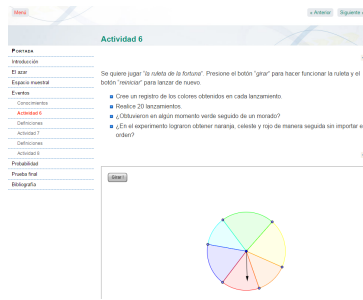 Menú
« Anterior Siguiente »
Actividad 6
PORTADA
Introducción
El azar
Espacio muestral
Eventos
Conocimientos
Actividad 6
Definiciones
Actividad 7
Definiciones
Actividad 8
Probabilidad
Prueba final
Bibliografía
Se quiere jugar "la ruleta de la fortuna". Presione el botón "girar" para hacer funcionar la ruleta y el
botón "reiniciar" para lanzar de nuevo.
Cree un registro de los colores obtenidos en cada lanzamiento.
Realice 20 lanzamientos.
¿Obtuvieron en algún momento verde seguido de un morado?
¿En el experimento lograron obtener naranja, celeste y rojo de manera seguida sin importar e
orden?
Girar !